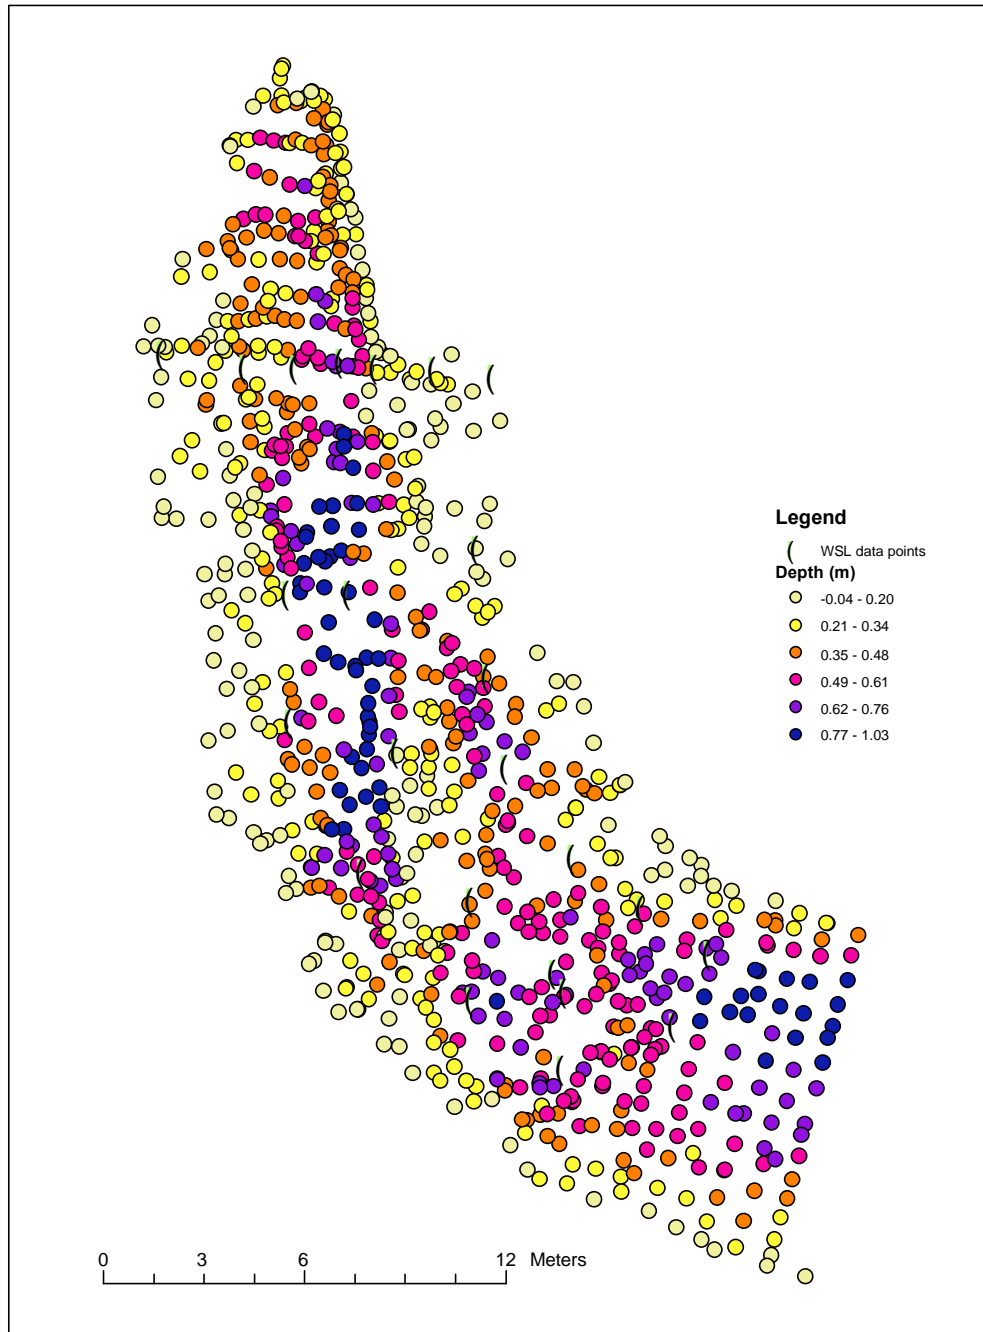 Legend
WSL data points
Depth (m)
-0.04 - 0.20
0.21 - 0.34
0.35 - 0.48
0.49 - 0.61
0.62 - 0.76
0.77 - 1.03
0 3 6 12 Meters